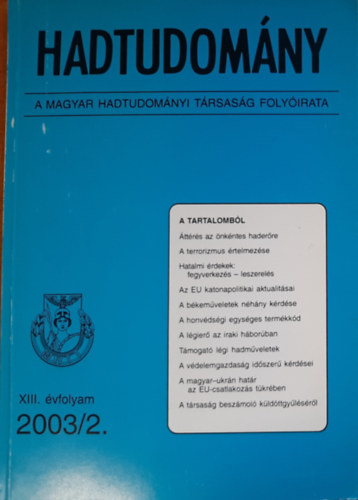 HADTUDOMÁNY
A MAGYAR HADTUDOMÁNYI TÁRSASÁG FOLYÓIRATA
A TARTALOMBÓL
Áttérés az önkéntes haderőre
A terrorizmus értelmezése
Hatalmi érdekek:
fegyverkezés – leszerelés
Az EU katonapolitikai aktualitásai
A békeműveletek néhány kérdése
A honvédségi egységes termékkód
A légierő az iraki háborúban
Támogató légi hadműveletek
A védelemgazdaság időszerű kérdései
A magyar–ukrán határ
az EU-csatlakozás tükrében
A társaság beszámoló küldöttgyűléséről
XIII. évfolyam
2003/2.